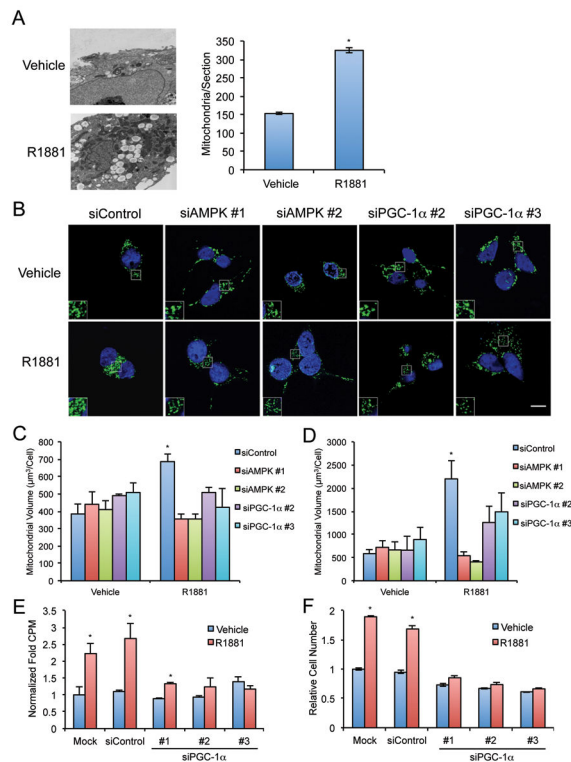 A
Vehicle
R1881
Mitochondria/Section
350
300
250
200
150
100
50
0
*
Vehicle R1881
B
siControl siAMPK #1 siAMPK #2 siPGC-1α #2 siPGC-1α #3
Vehicle
R1881
C
Mitochondrial Volume (μm³/Cell)
800
700
600
500
400
300
200
100
0
*
siControl
siAMPK #1
siAMPK #2
siPGC-1α #2
siPGC-1α #3
Vehicle R1881
D
Mitochondrial Volume (μm³/Cell)
3000
2500
2000
1500
1000
500
0
*
siControl
siAMPK #1
siAMPK #2
siPGC-1α #2
siPGC-1α #3
Vehicle R1881
E
Normalized Fold CPM
3.5
3
2.5
2
1.5
1
0.5
0
* * *
Vehicle
R1881
Mock siControl #1 #2 #3
siPGC-1α
F
Relative Cell Number
2
1.5
1
0.5
0
* *
Vehicle
R1881
Mock siControl #1 #2 #3
siPGC-1α